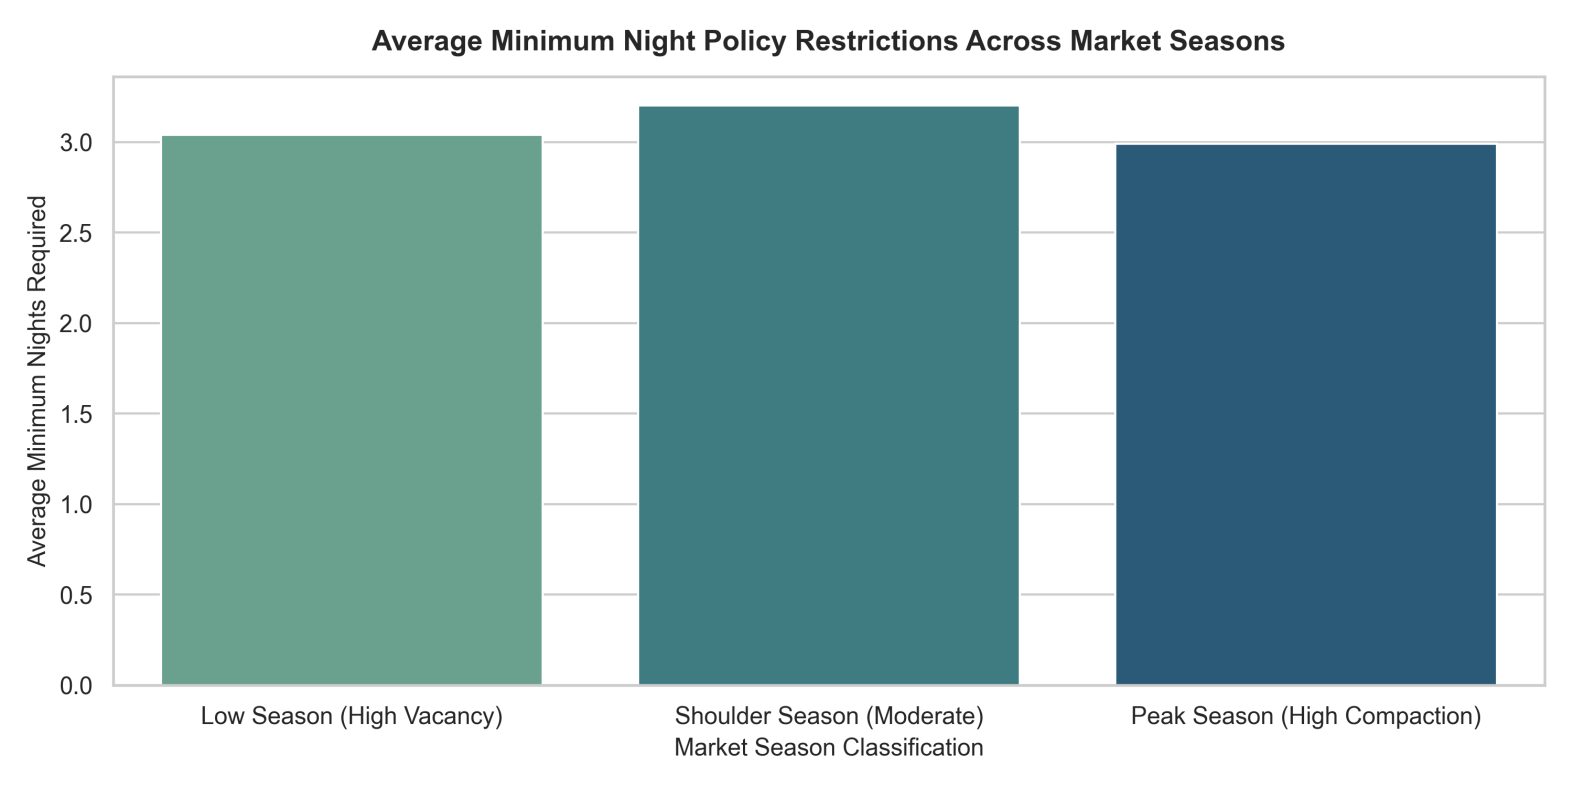 Average Minimum Night Policy Restrictions Across Market Seasons
Average Minimum Nights Required
3.0
2.5
2.0
1.5
1.0
0.5
0.0
Low Season (High Vacancy)
Shoulder Season (Moderate)
Peak Season (High Compaction)
Market Season Classification